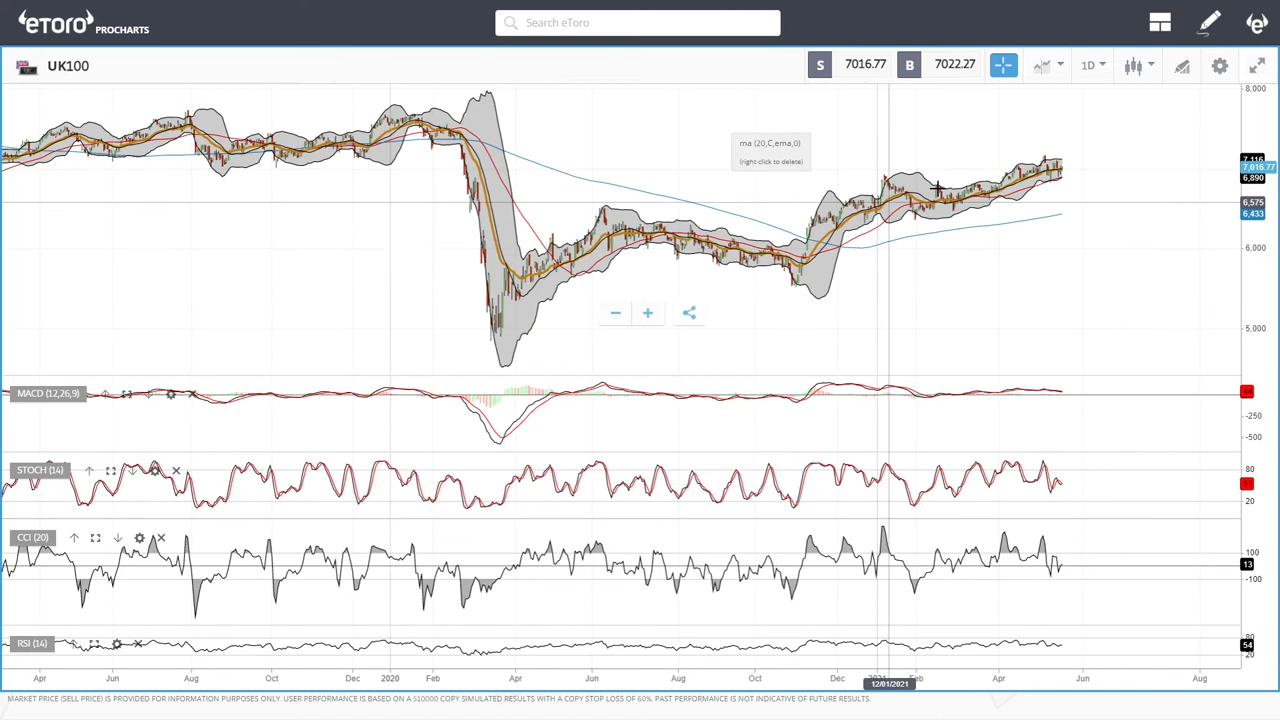 eToro PROCHARTS
Search eToro
UK100
S 7016.77 B 7022.27
1D
8,000
ma (20,C,ema,0)
(right click to delete)
7,116
7,016.77
6,890
6,575
6,433
6,000
5,000
MACD (12,26,9)
-250
-500
STOCH (14)
80
20
CCI (20)
100
13
-100
RSI (14)
80
54
20
Apr Jun Aug Oct Dec 2020 Feb Apr Jun Aug Oct Dec Feb Apr Jun Aug
12/01/2021
MARKET PRICE (SELL PRICE) IS PROVIDED FOR INFORMATION PURPOSES ONLY. USER PERFORMANCE IS BASED ON A $10000 COPY SIMULATED RESULTS WITH A COPY STOP LOSS OF 60%. PAST PERFORMANCE IS NOT INDICATIVE OF FUTURE RESULTS.